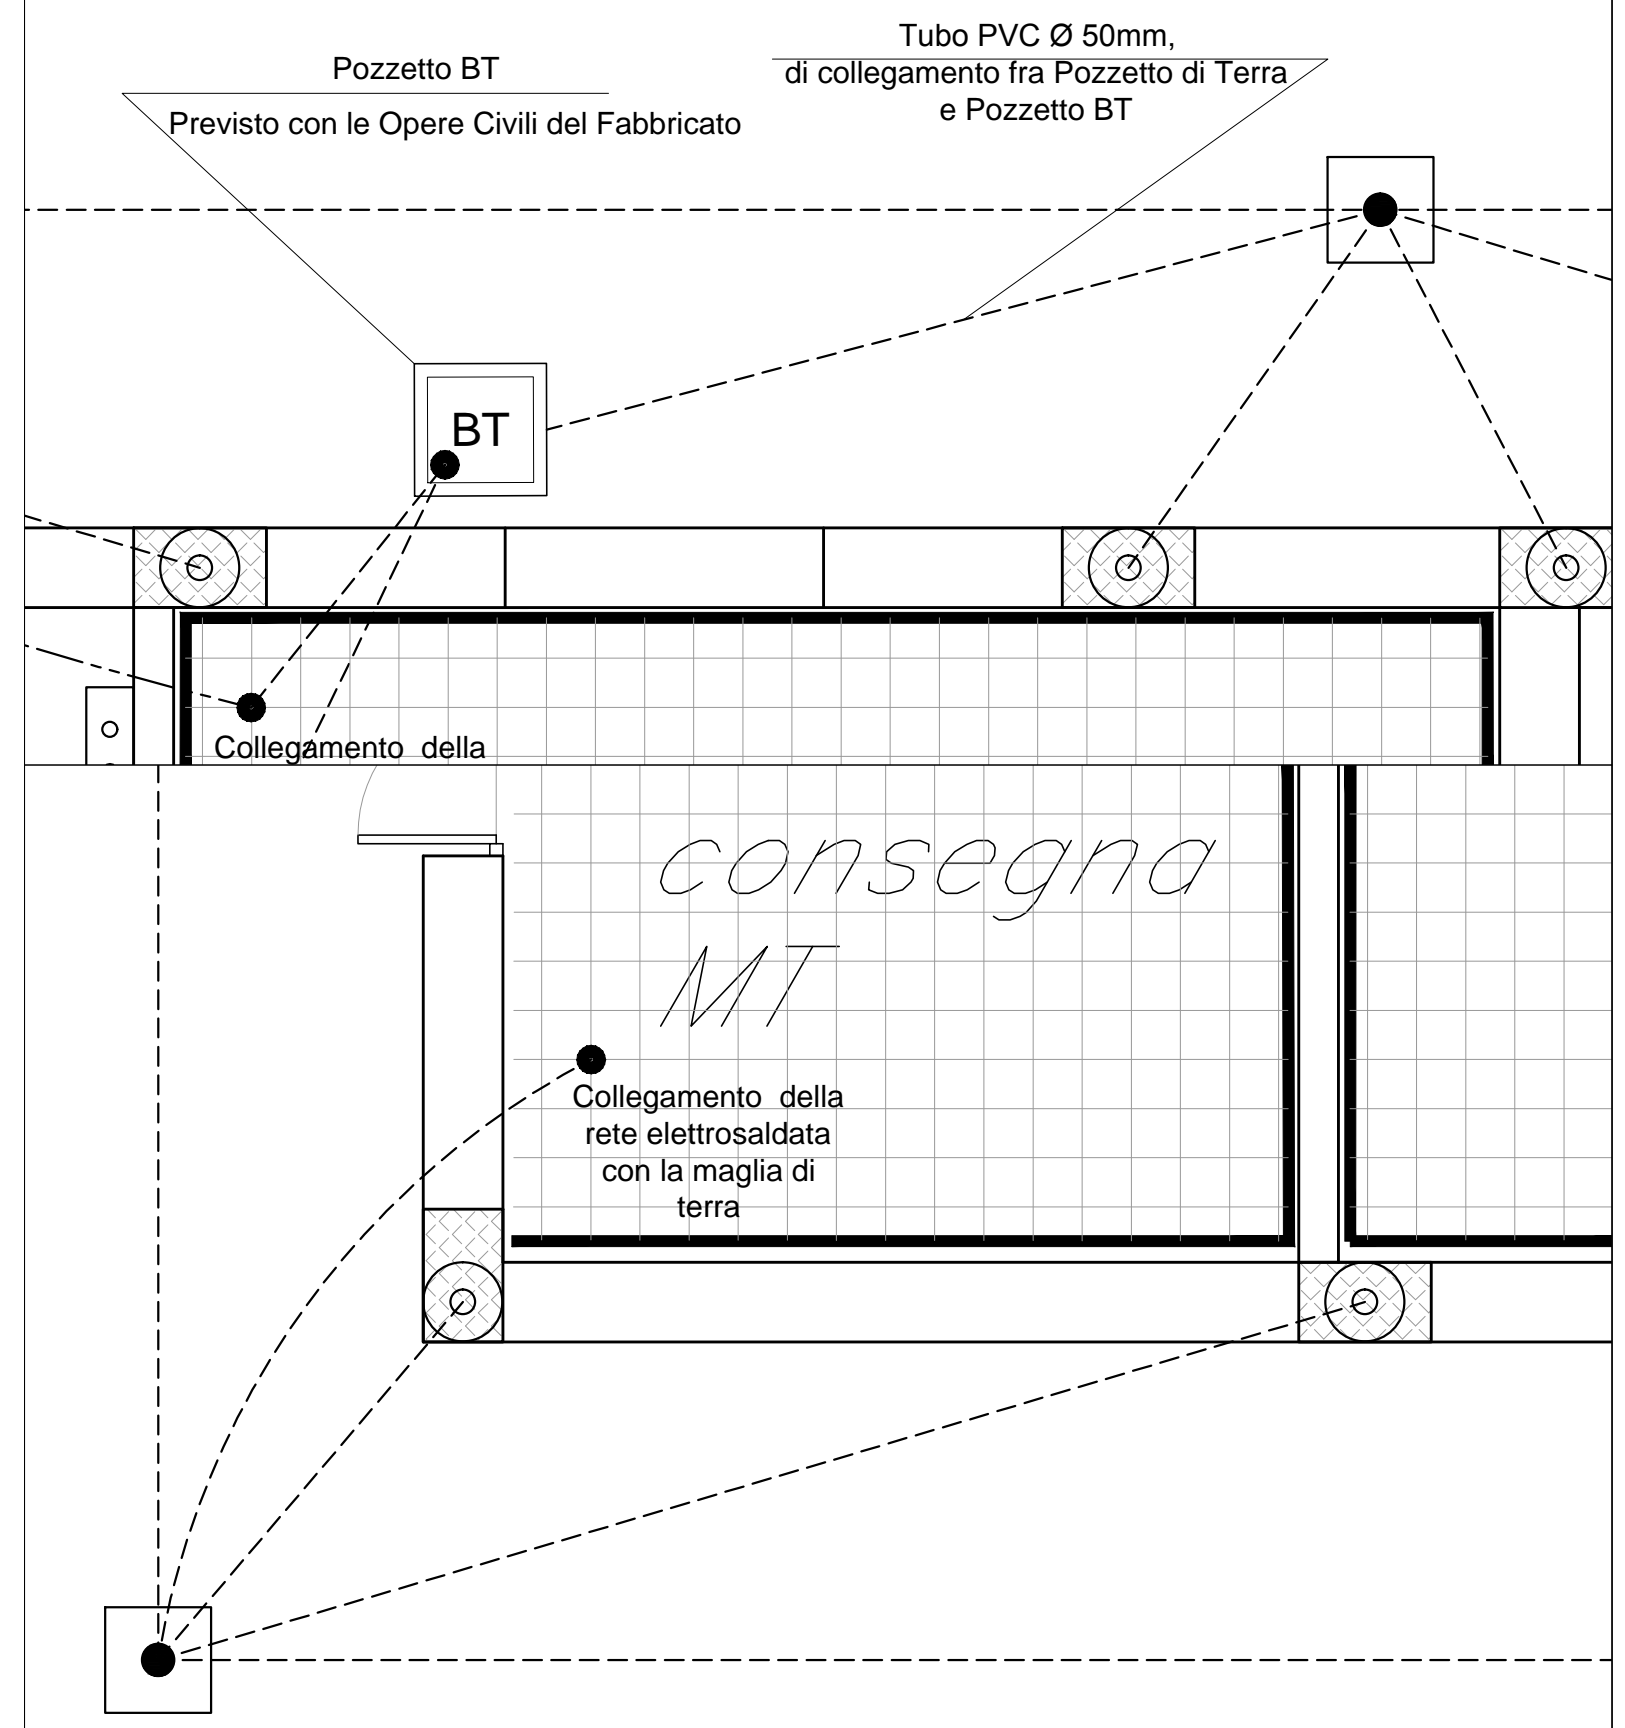 Tubo PVC Ø 50mm,
di collegamento fra Pozzetto di Terra
e Pozzetto BT
Pozzetto BT
Previsto con le Opere Civili del Fabbricato
BT
Collegamento della
consegna
MT
Collegamento della
rete elettrosaldata
con la maglia di
terra